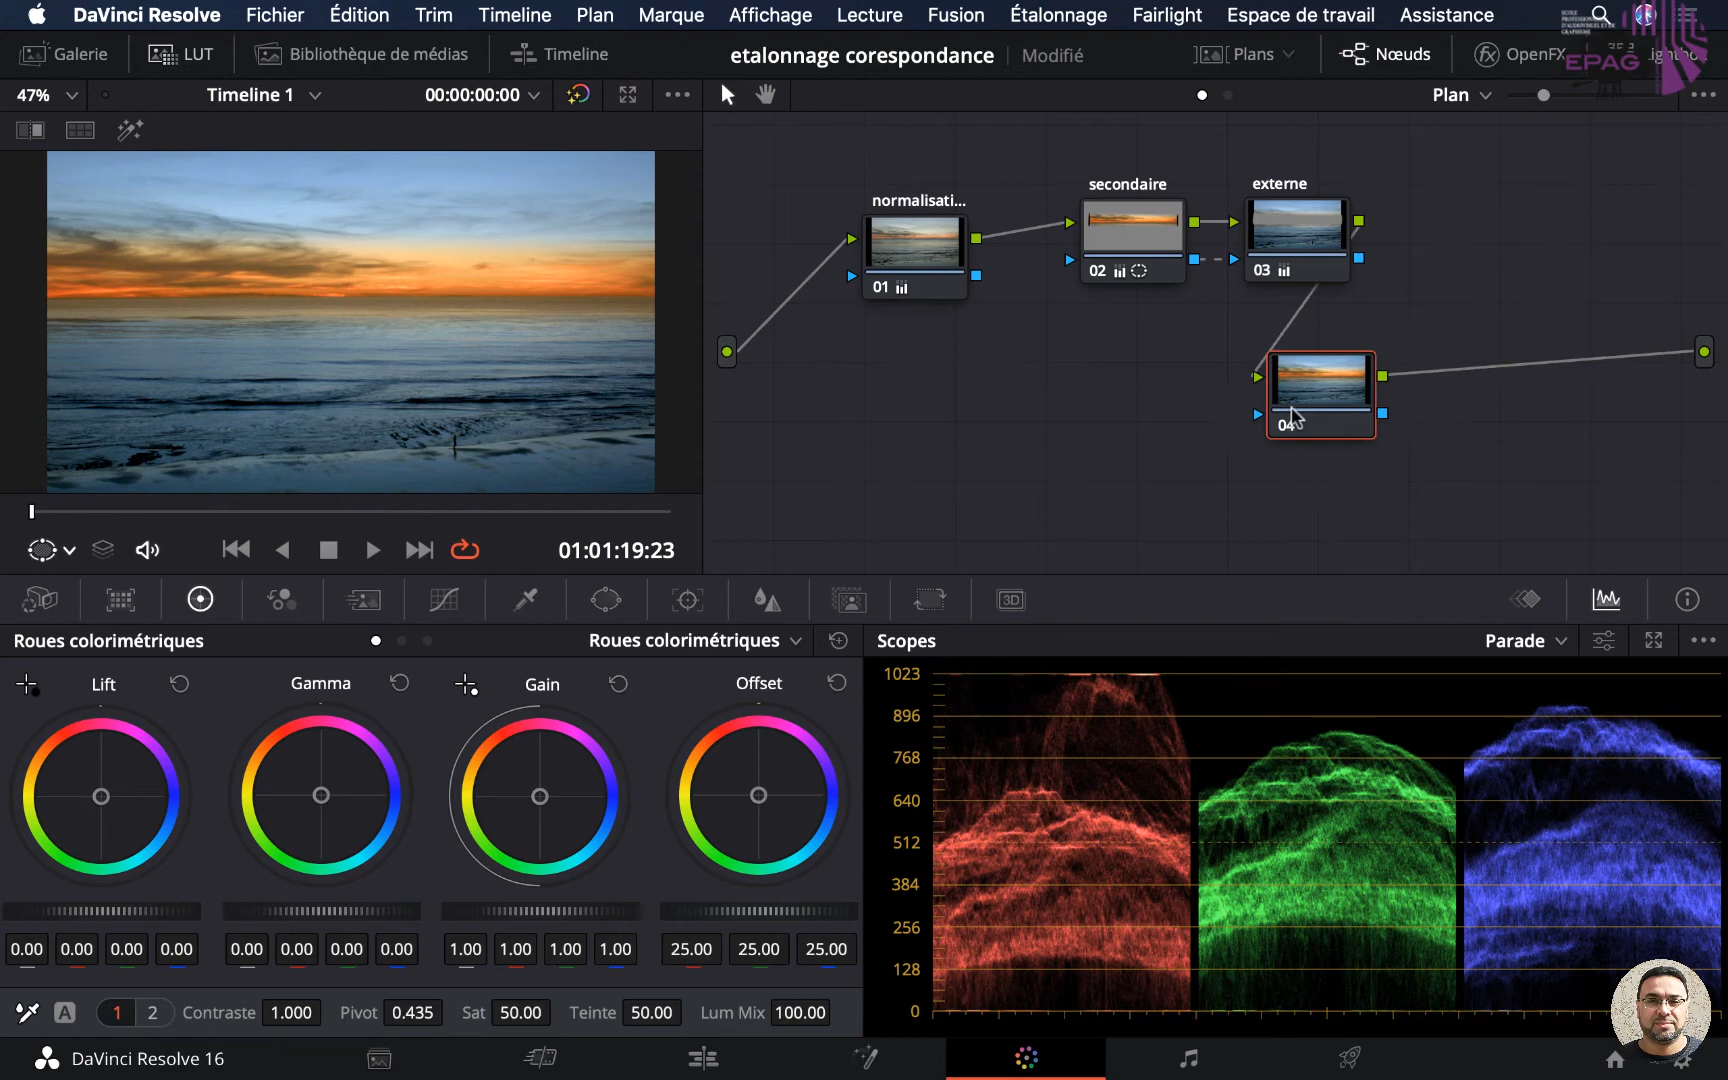 DaVinci Resolve Fichier Édition Trim Timeline Plan Marque Affichage Lecture Fusion Étalonnage Fairlight Espace de travail Assistance
Galerie LUT Bibliothèque de médias Timeline etalonnage corespondance Modifié Plans Nœuds OpenFX
EPAG
47% Timeline 1 00:00:00:00 Plan
normalisati... secondaire externe
01 02 03
04
01:01:19:23
3D
Roues colorimétriques Roues colorimétriques Scopes Parade
Lift Gamma Gain Offset
1023
896
768
640
512
384
256
128
0
0.00 0.00 0.00 0.00 0.00 0.00 0.00 0.00 1.00 1.00 1.00 1.00 25.00 25.00 25.00
A 1 2 Contraste 1.000 Pivot 0.435 Sat 50.00 Teinte 50.00 Lum Mix 100.00
DaVinci Resolve 16